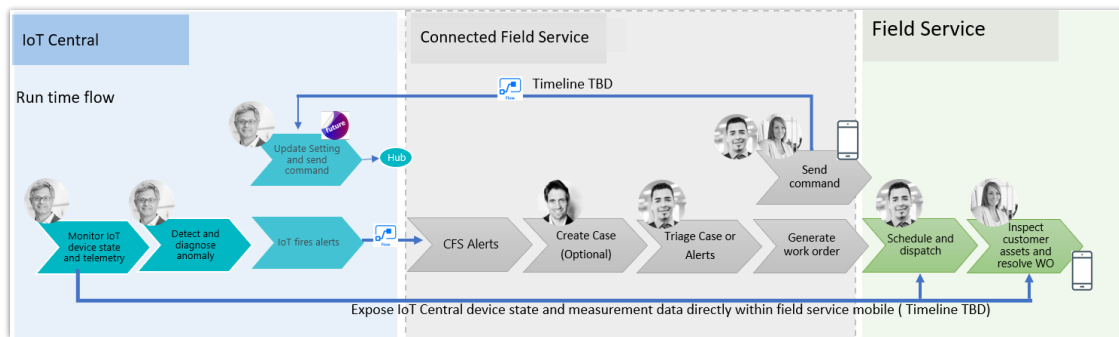 IoT Central
Connected Field Service
Field Service
Run time flow
Flow
Timeline TBD
future
Update Setting
and send
command
Hub
Send
command
Monitor IoT
device state
and telemetry
Detect and
diagnose
anomaly
IoT fires alerts
Flow
CFS Alerts
Create Case
(Optional)
Triage Case or
Alerts
Generate
work order
Schedule and
dispatch
Inspect
customer
assets and
resolve WO
Expose IoT Central device state and measurement data directly within field service mobile ( Timeline TBD)